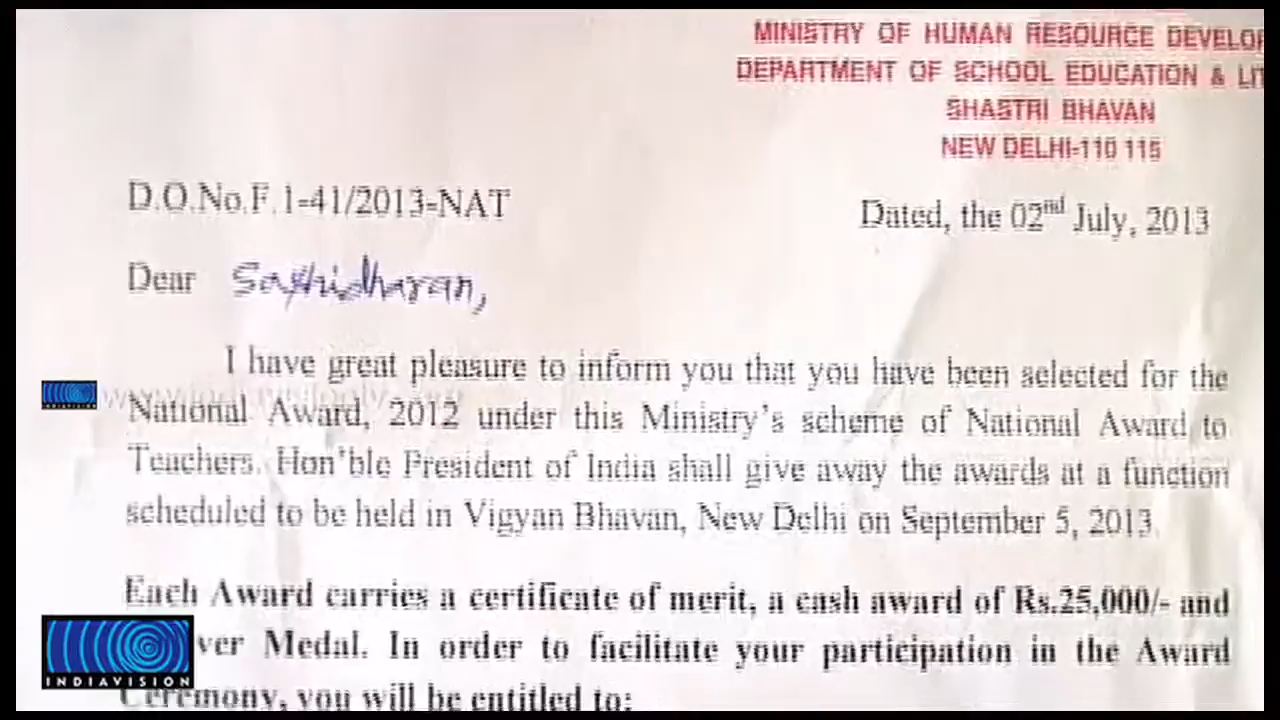 MINISTRY OF HUMAN RESOURCE DEVELOP
DEPARTMENT OF SCHOOL EDUCATION & LIT
SHASTRI BHAVAN
NEW DELHI-110 115
D.O.No.F.1-41/2013-NAT
Dated, the 02nd July, 2013
Dear Sashidharan,
I have great pleasure to inform you that you have been selected for the
National Award, 2012 under this Ministry's scheme of National Award to
Teachers. Hon'ble President of India shall give away the awards at a function
scheduled to be held in Vigyan Bhavan, New Delhi on September 5, 2013.
Each Award carries a certificate of merit, a cash award of Rs.25,000/- and
ver Medal. In order to facilitate your participation in the Award
Ceremony, you will be entitled to:
INDIAVISION
INDIAVISION